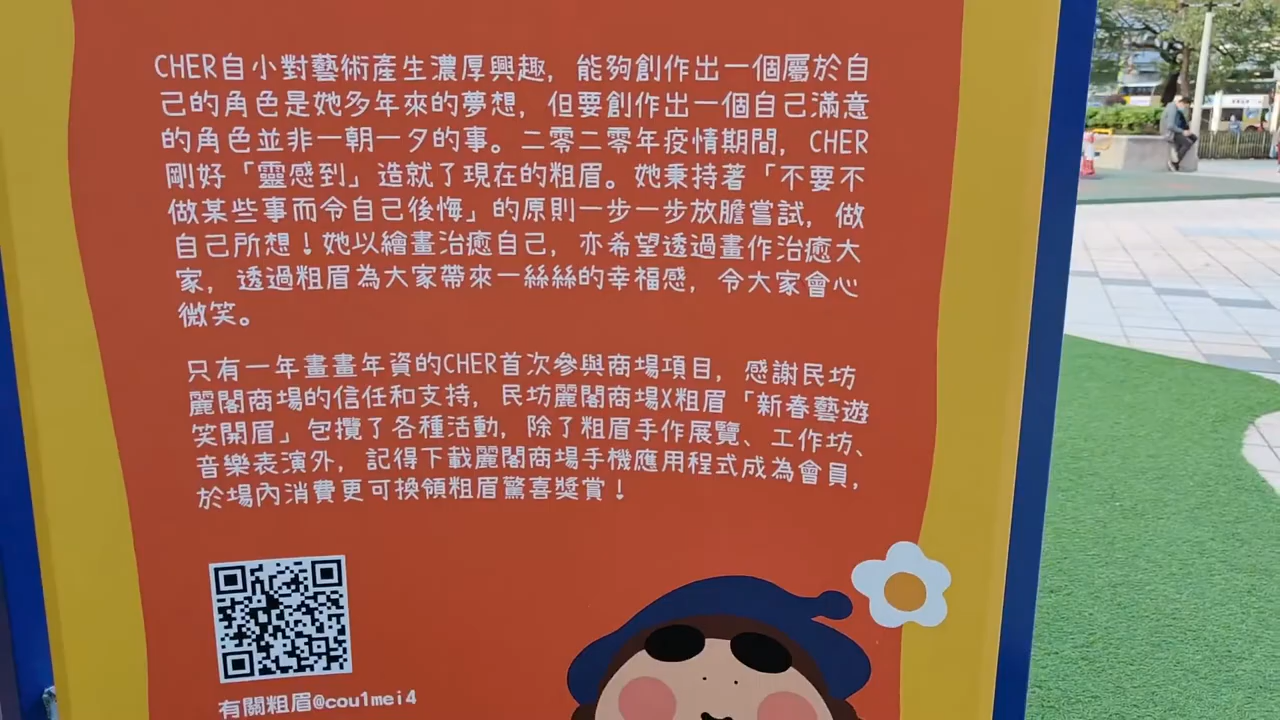 CHER自小對藝術產生濃厚興趣，能夠創作出一個屬於自
己的角色是她多年來的夢想，但要創作出一個自己滿意
的角色並非一朝一夕的事。二零二零年疫情期間，CHER
剛好「靈感到」造就了現在的粗眉。她秉持著「不要不
做某些事而令自己後悔」的原則一步一步放膽嘗試，做
自己所想！她以繪畫治癒自己，亦希望透過畫作治癒大
家，透過粗眉為大家帶來一絲絲的幸福感，令大家會心
微笑。
只有一年畫畫年資的CHER首次參與商場項目，感謝民坊
麗閣商場的信任和支持，民坊麗閣商場X粗眉「新春藝遊
笑開眉」包攬了各種活動，除了粗眉手作展覽、工作坊、
音樂表演外，記得下載麗閣商場手機應用程式成為會員，
於場內消費更可換領粗眉驚喜獎賞！
有關粗眉@cou1mei4